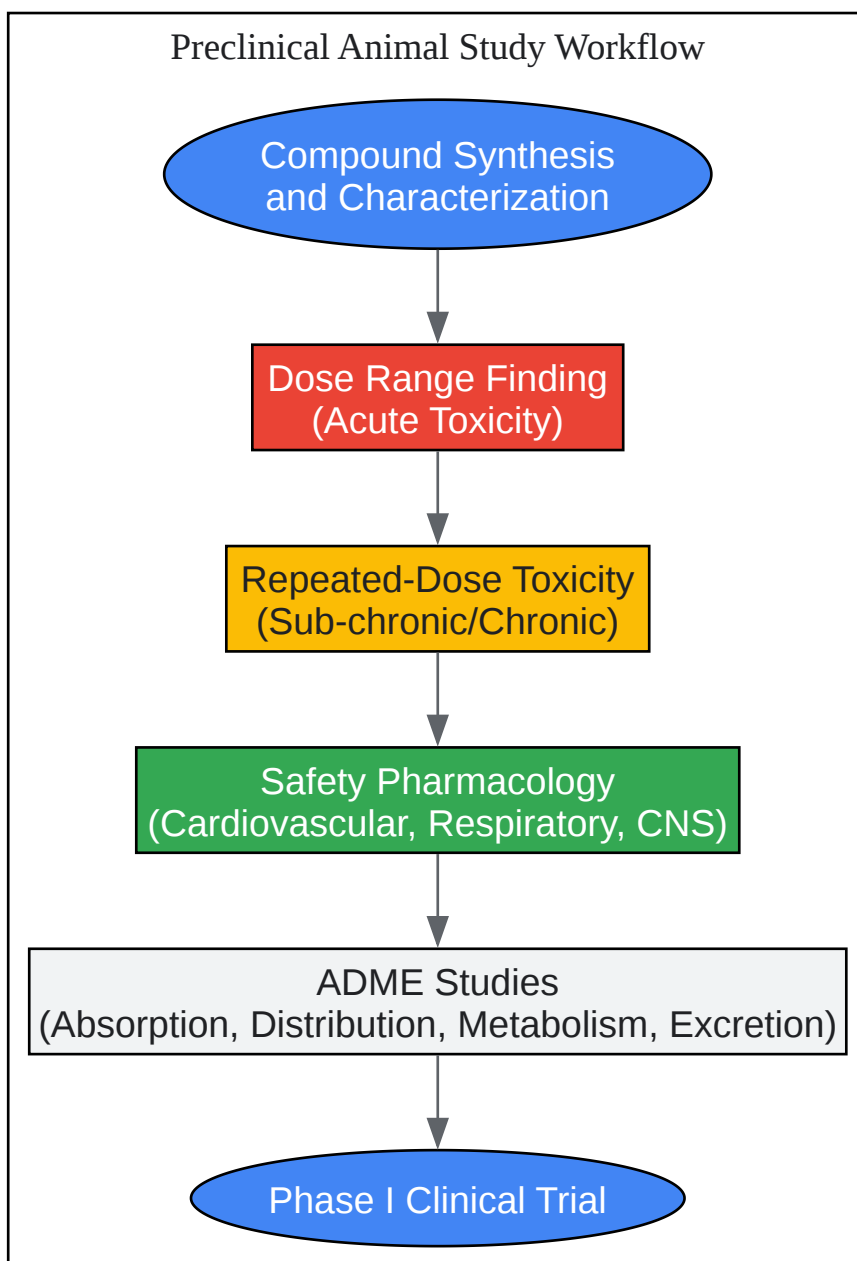 Preclinical Animal Study Workflow
Compound Synthesis
and Characterization
Dose Range Finding
(Acute Toxicity)
Repeated-Dose Toxicity
(Sub-chronic/Chronic)
Safety Pharmacology
(Cardiovascular, Respiratory, CNS)
ADME Studies
(Absorption, Distribution, Metabolism, Excretion)
Phase I Clinical Trial